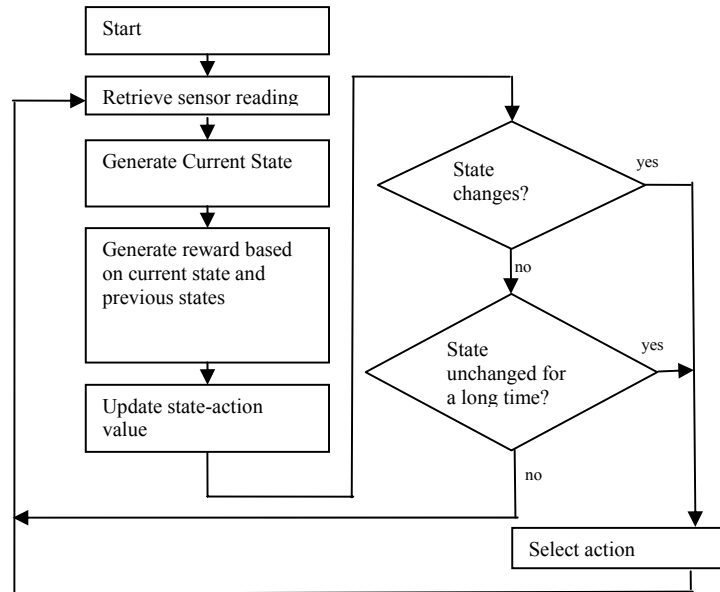 Start
Retrieve sensor reading
Generate Current State
Generate reward based
on current state and
previous states
Update state-action
value
State
changes?
yes
no
State
unchanged for
a long time?
yes
no
Select action